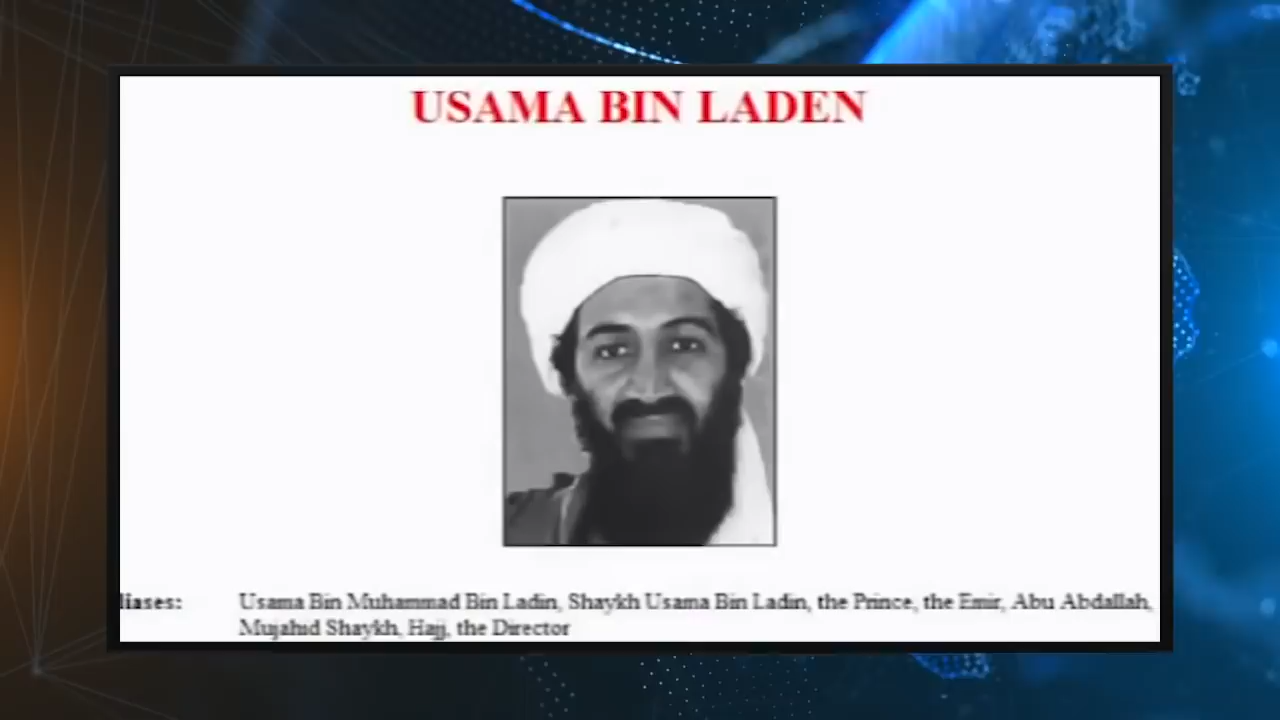 USAMA BIN LADEN
liases: Usama Bin Muhammad Bin Ladin, Shaykh Usama Bin Ladin, the Prince, the Emir, Abu Abdallah,
Mujahid Shaykh, Hajj, the Director